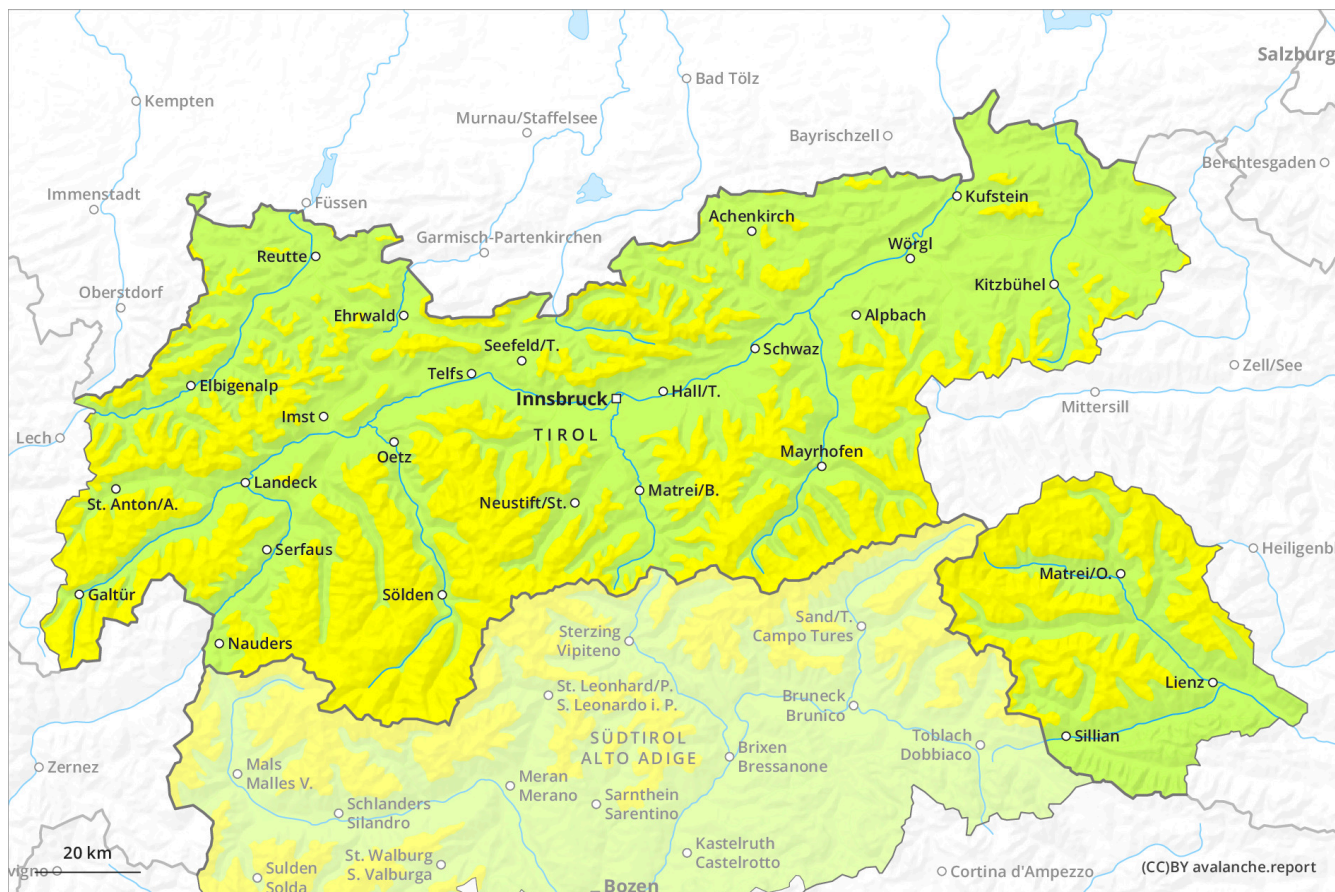 Salzburg
Bad Tölz
Kempten
Murnau/Staffelsee
Bayrischzell
Berchtesgaden
Immenstadt
Füssen
Kufstein
Achenkirch
Garmisch-Partenkirchen
Wörgl
Reutte
Kitzbühel
Oberstdorf
Ehrwald
Alpbach
Seefeld/T.
Schwaz
Zell/See
Telfs
Elbigenalp
Hall/T.
Innsbruck
Mittersill
Imst
TIROL
Lech
Oetz
Mayrhofen
Landeck
Matrei/B.
St. Anton/A.
Neustift/St.
Serfaus
Heiligenb
Matrei/O.
Galtür
Sölden
Sand/T.
Campo Tures
Sterzing
Vipiteno
Nauders
Lienz
St. Leonhard/P.
S. Leonardo i. P.
Bruneck
Brunico
Sillian
SÜDTIROL
ALTO ADIGE
Toblach
Dobbiaco
Brixen
Bressanone
Zernez
Mals
Malles V.
Meran
Merano
Sarnthein
Sarentino
Schlanders
Silandro
Kastelruth
Castelrotto
20 km
St. Walburg
S. Valburga
vigno
Cortina d'Ampezzo
(CC)BY avalanche.report
Sulden
Solda
Bozen